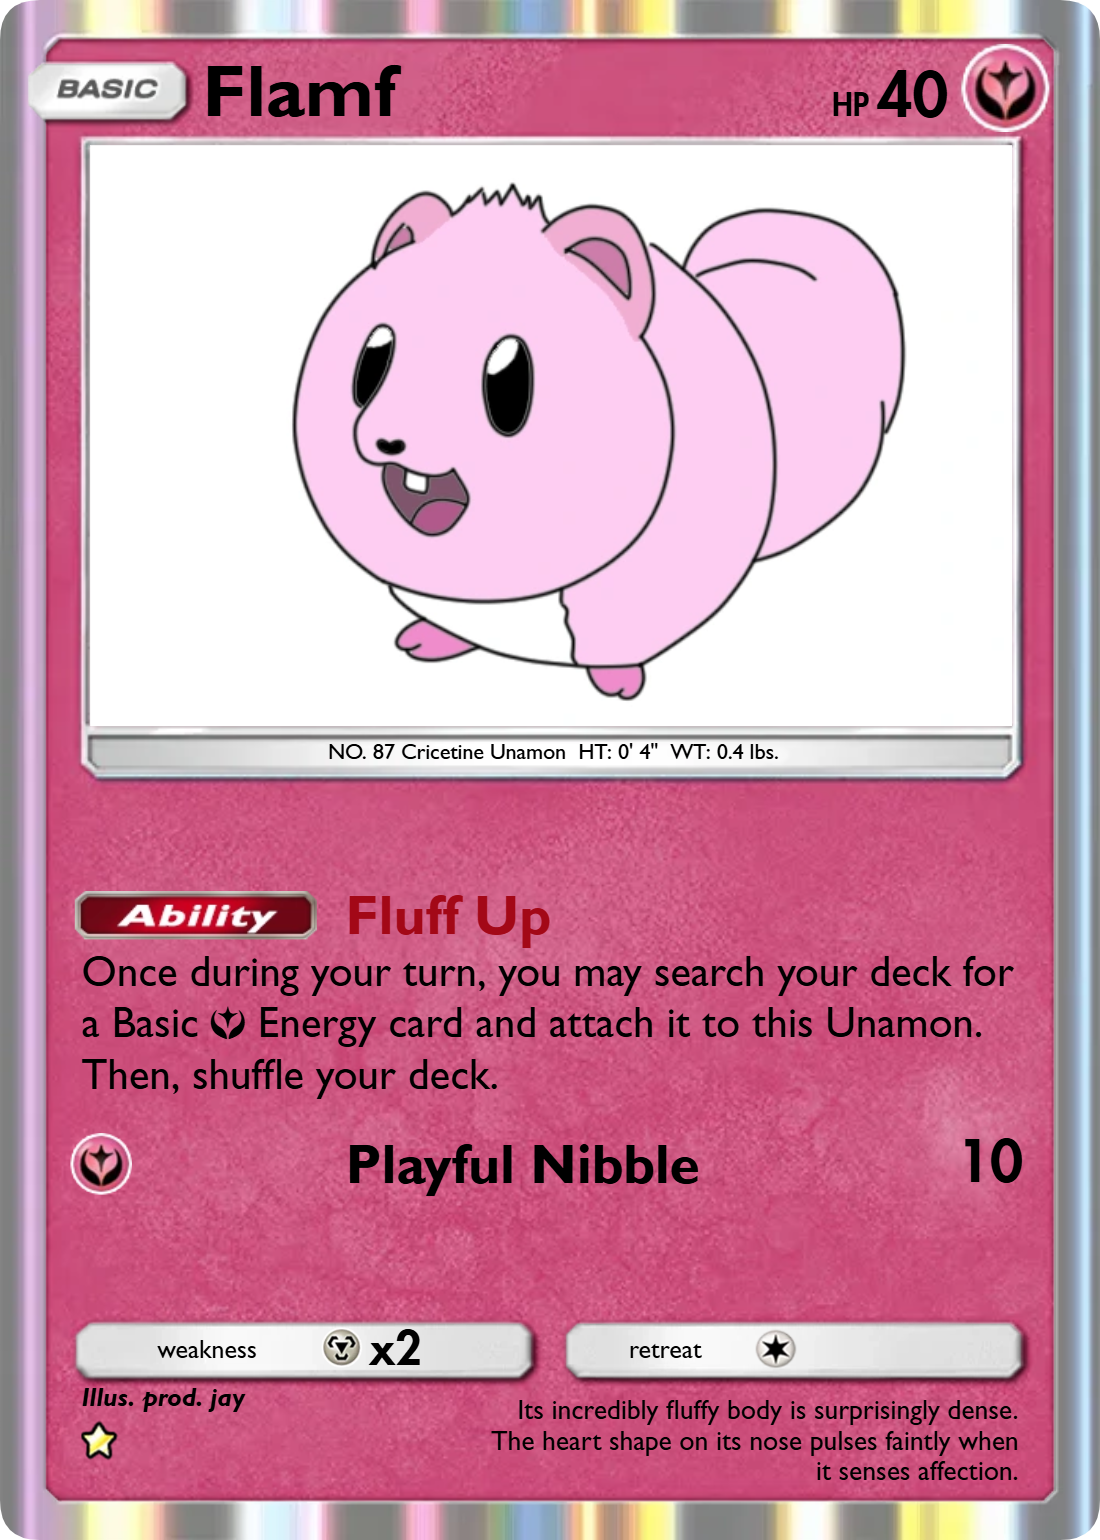 BASIC Flamf HP 40
NO. 87 Cricetine Unamon HT: 0' 4" WT: 0.4 lbs.
Ability Fluff Up
Once during your turn, you may search your deck for
a Basic Energy card and attach it to this Unamon.
Then, shuffle your deck.
Playful Nibble 10
weakness x2 retreat
Illus. prod. jay
Its incredibly fluffy body is surprisingly dense.
The heart shape on its nose pulses faintly when
it senses affection.